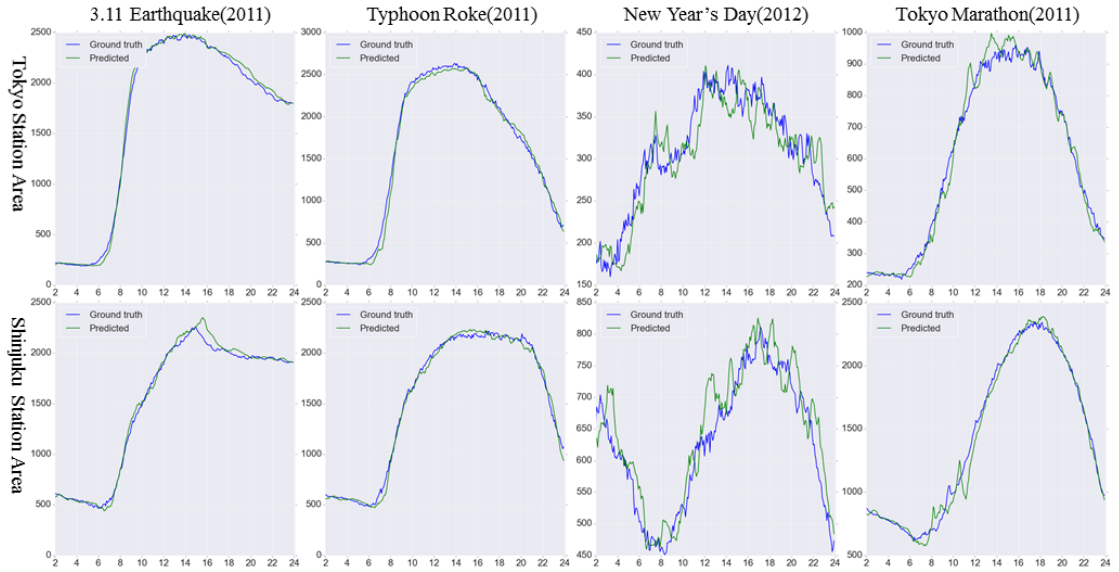 3.11 Earthquake(2011)
Typhoon Roke(2011)
New Year's Day(2012)
Tokyo Marathon(2011)
Tokyo Station Area
2500
2000
1500
1000
500
0
Ground truth
Predicted
2 4 6 8 10 12 14 16 18 20 22 24
3000
2500
2000
1500
1000
500
0
Ground truth
Predicted
2 4 6 8 10 12 14 16 18 20 22 24
450
400
350
300
250
200
150
Ground truth
Predicted
2 4 6 8 10 12 14 16 18 20 22 24
1000
900
800
700
600
500
400
300
200
Ground truth
Predicted
2 4 6 8 10 12 14 16 18 20 22 24
Shinjuku Station Area
2500
2000
1500
1000
500
0
Ground truth
Predicted
2 4 6 8 10 12 14 16 18 20 22 24
3000
2500
2000
1500
1000
500
0
Ground truth
Predicted
2 4 6 8 10 12 14 16 18 20 22 24
850
800
750
700
650
600
550
500
450
Ground truth
Predicted
2 4 6 8 10 12 14 16 18 20 22 24
2500
2000
1500
1000
500
Ground truth
Predicted
2 4 6 8 10 12 14 16 18 20 22 24